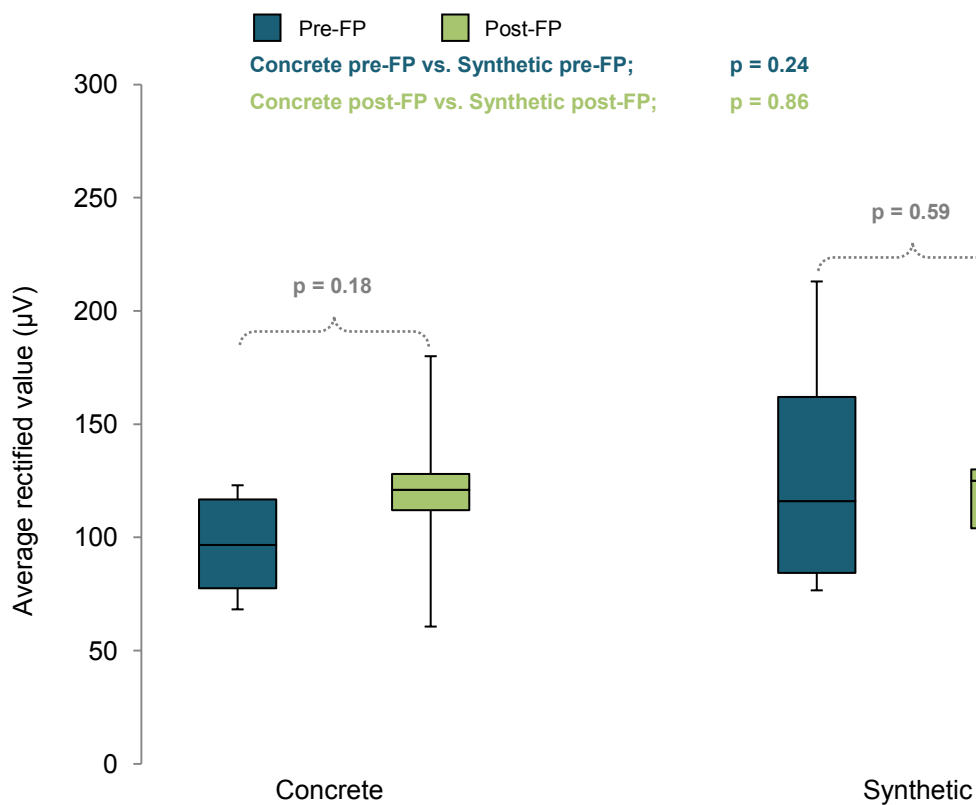 Pre-FP Post-FP
Concrete pre-FP vs. Synthetic pre-FP; p = 0.24
Concrete post-FP vs. Synthetic post-FP; p = 0.86
300
250
200
150
100
50
0
Average rectified value (µV)
p = 0.18
p = 0.59
Concrete
Synthetic